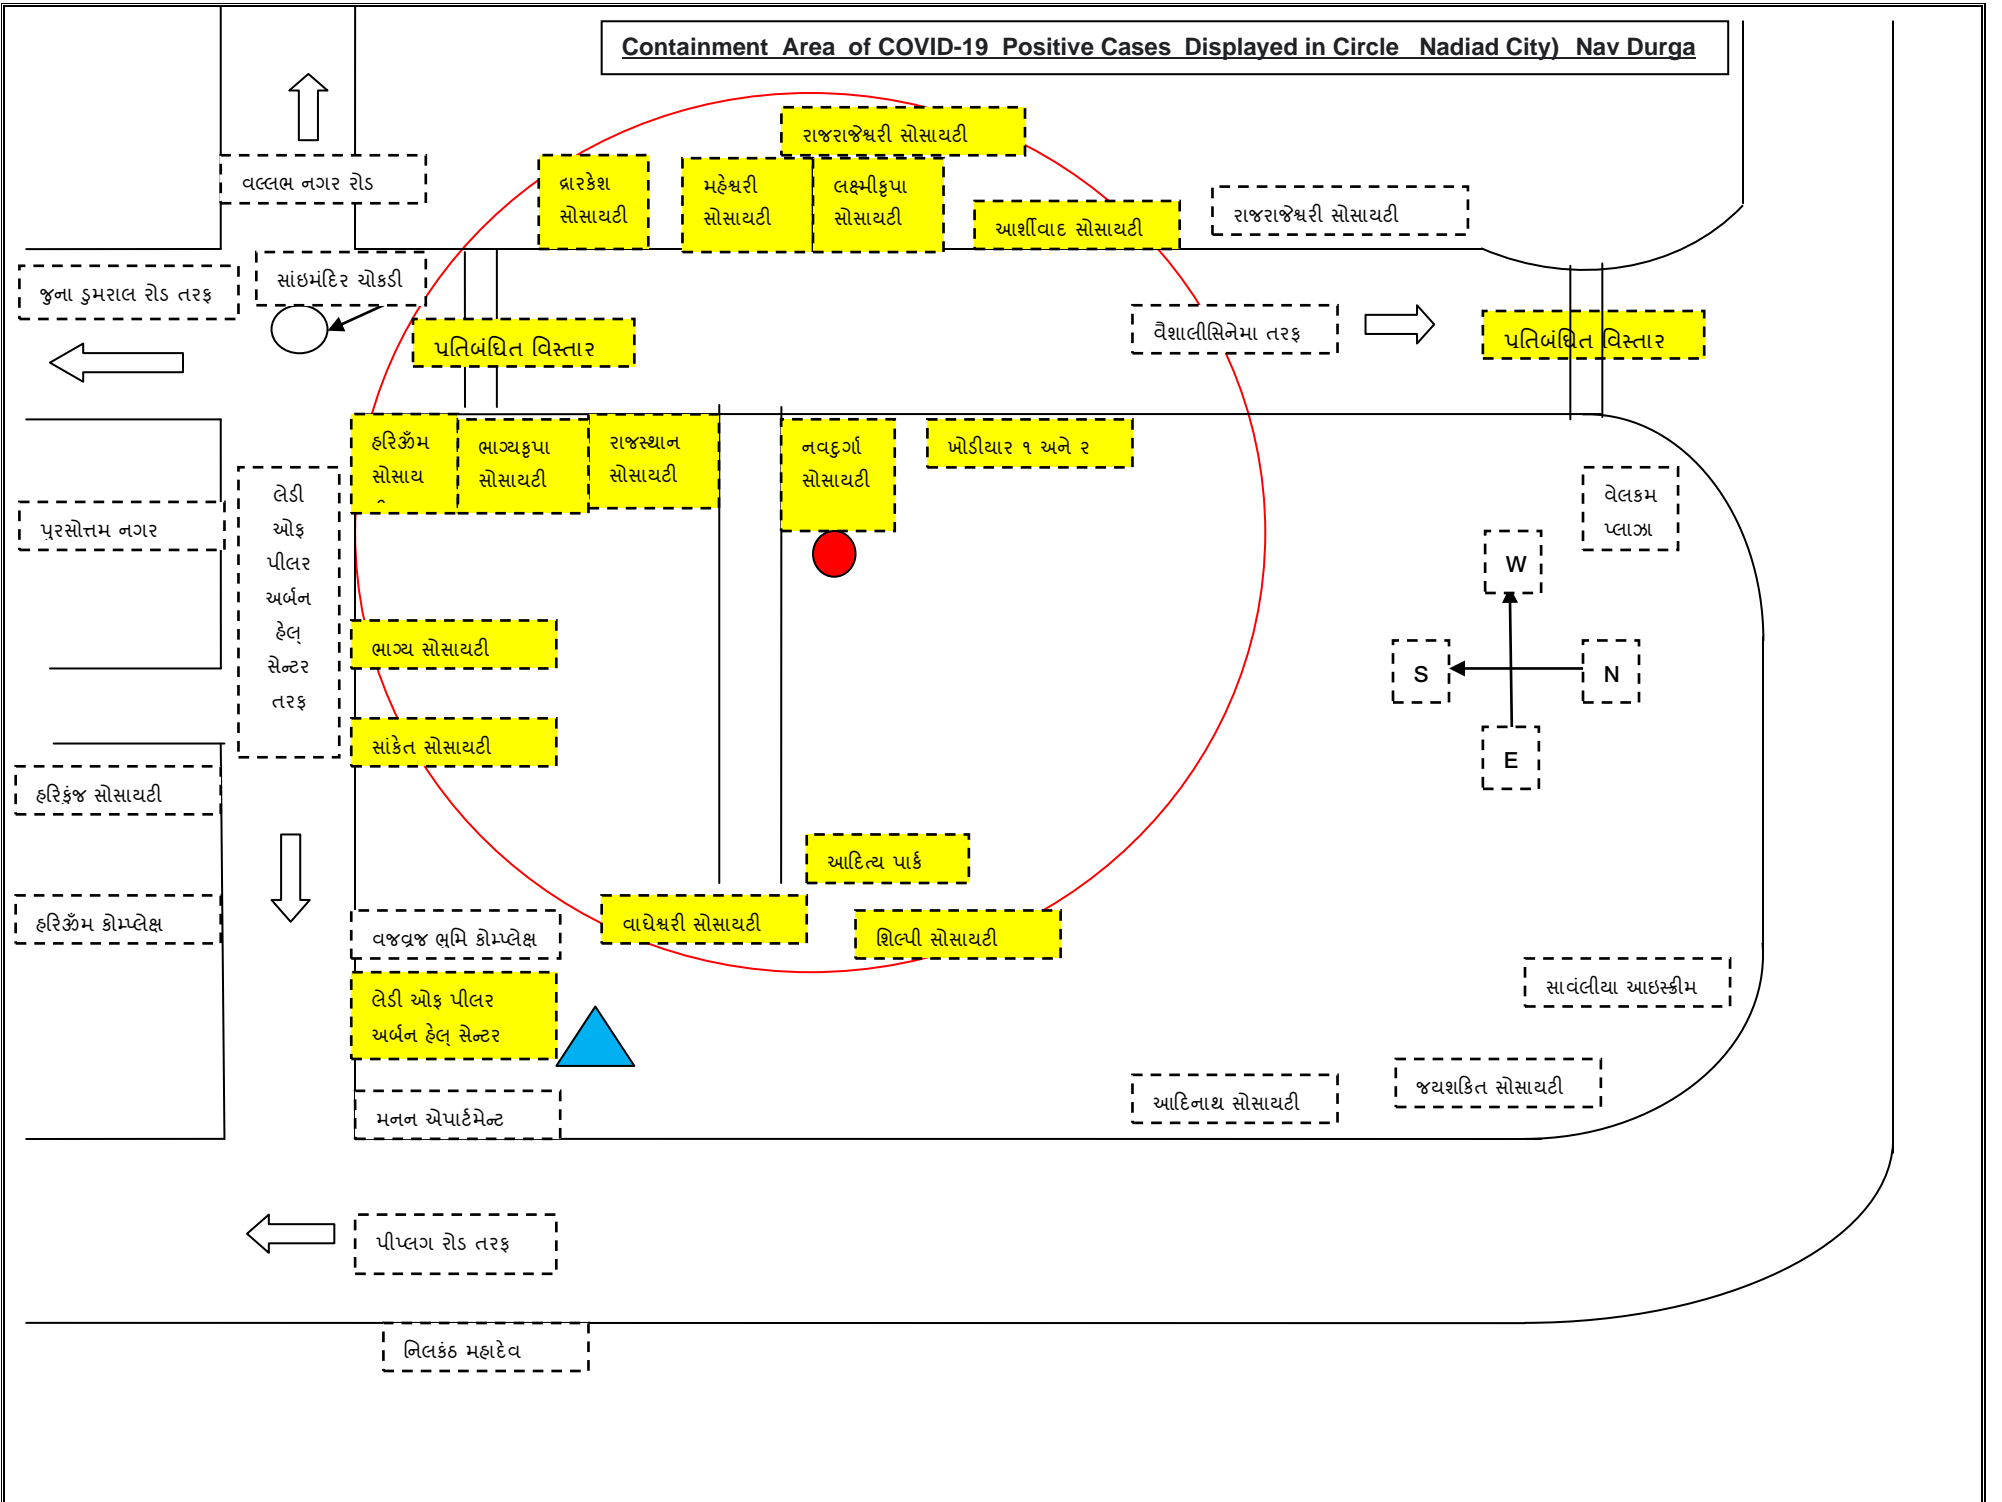 Containment Area of COVID-19 Positive Cases Displayed in Circle Nadiad City) Nav Durga
રાજરાજેશ્વરી સોસાયટી
વલ્લભ નગર રોડ
દ્રારકેશ
સોસાયટી
મહેશ્વરી
સોસાયટી
લક્ષ્મીકૃપા
સોસાયટી
આર્શીવાદ સોસાયટી
રાજરાજેશ્વરી સોસાયટી
જુના ડુમરાલ રોડ તરફ
સાંઇમંદિર ચોકડી
પ્રતિબંધિત વિસ્તાર
વૈશાલીસિનેમા તરફ
પ્રતિબંધિત વિસ્તાર
હરિૐમ
સોસાય
ભાગ્યકૃપા
સોસાયટી
રાજસ્થાન
સોસાયટી
નવદુર્ગા
સોસાયટી
ખોડીયાર ૧ અને ૨
લેડી
ઓફ
પીલર
અર્બન
હેલ્
સેન્ટર
તરફ
પુરસોત્તમ નગર
વેલકમ
પ્લાઝા
W
S
N
E
ભાગ્ય સોસાયટી
સાંકેત સોસાયટી
હરિકુંજ સોસાયટી
આદિત્ય પાર્ક
હરિૐમ કોમ્પ્લેક્ષ
વજવ્રજ ભૂમિ કોમ્પ્લેક્ષ
વાઘેશ્વરી સોસાયટી
શિલ્પી સોસાયટી
લેડી ઓફ પીલર
અર્બન હેલ્ સેન્ટર
સાવંલીયા આઇસ્ક્રીમ
મનન એપાર્ટમેન્ટ
આદિનાથ સોસાયટી
જયશકિત સોસાયટી
પીપ્લગ રોડ તરફ
નિલકંઠ મહાદેવ